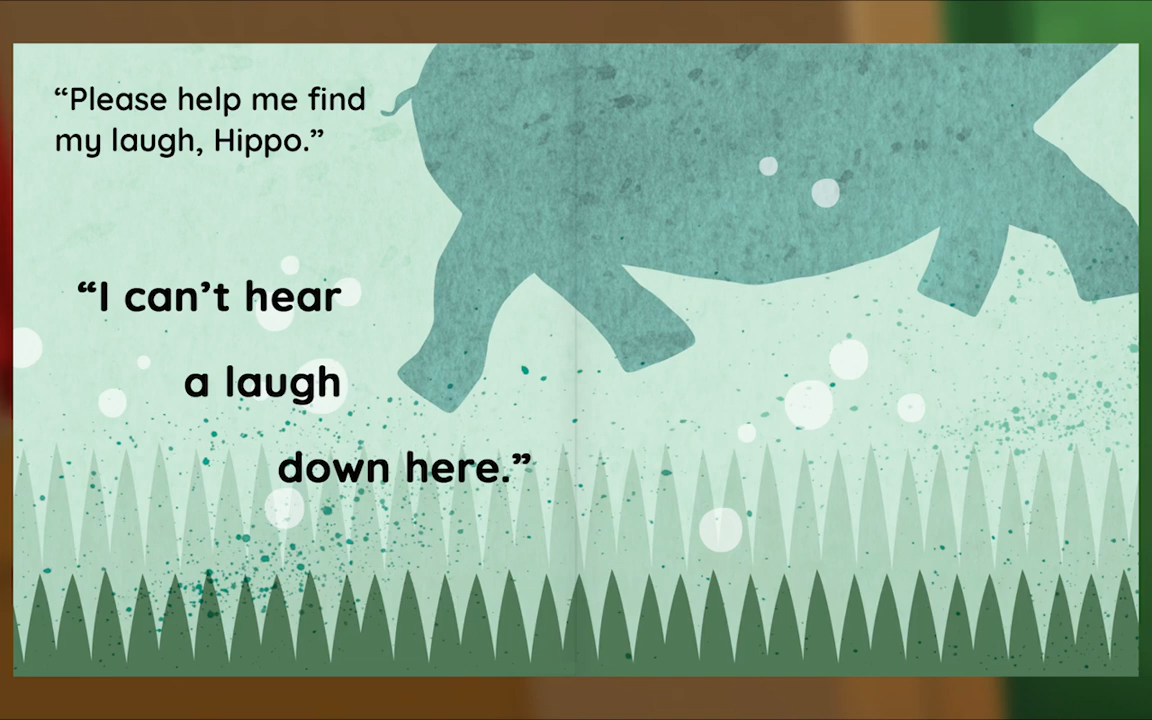 “Please help me find
my laugh, Hippo.”
“I can’t hear
a laugh
down here.”